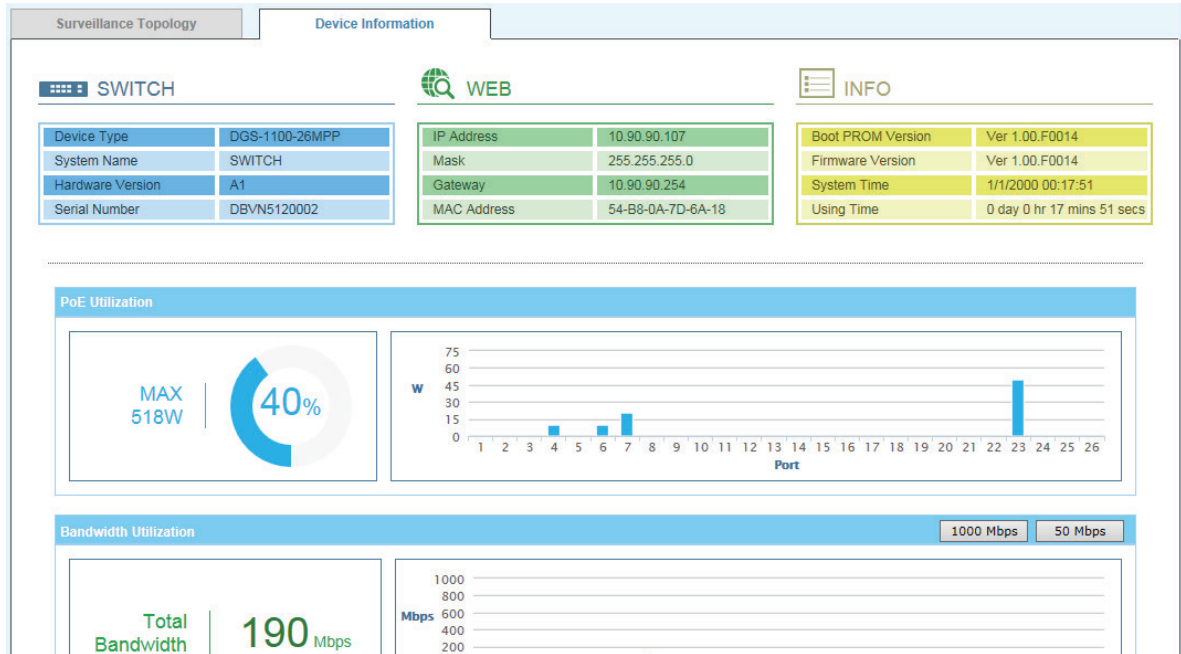 Surveillance Topology
Device Information
SWITCH
Device Type DGS-1100-26MPP
System Name SWITCH
Hardware Version A1
Serial Number DBVN5120002
WEB
IP Address 10.90.90.107
Mask 255.255.255.0
Gateway 10.90.90.254
MAC Address 54-B8-0A-7D-6A-18
INFO
Boot PROM Version Ver 1.00.F0014
Firmware Version Ver 1.00.F0014
System Time 1/1/2000 00:17:51
Using Time 0 day 0 hr 17 mins 51 secs
PoE Utilization
MAX
518W
40%
W
75
60
45
30
15
0
1 2 3 4 5 6 7 8 9 10 11 12 13 14 15 16 17 18 19 20 21 22 23 24 25 26
Port
Bandwidth Utilization
1000 Mbps
50 Mbps
Total
Bandwidth
190 Mbps
Mbps
1000
800
600
400
200